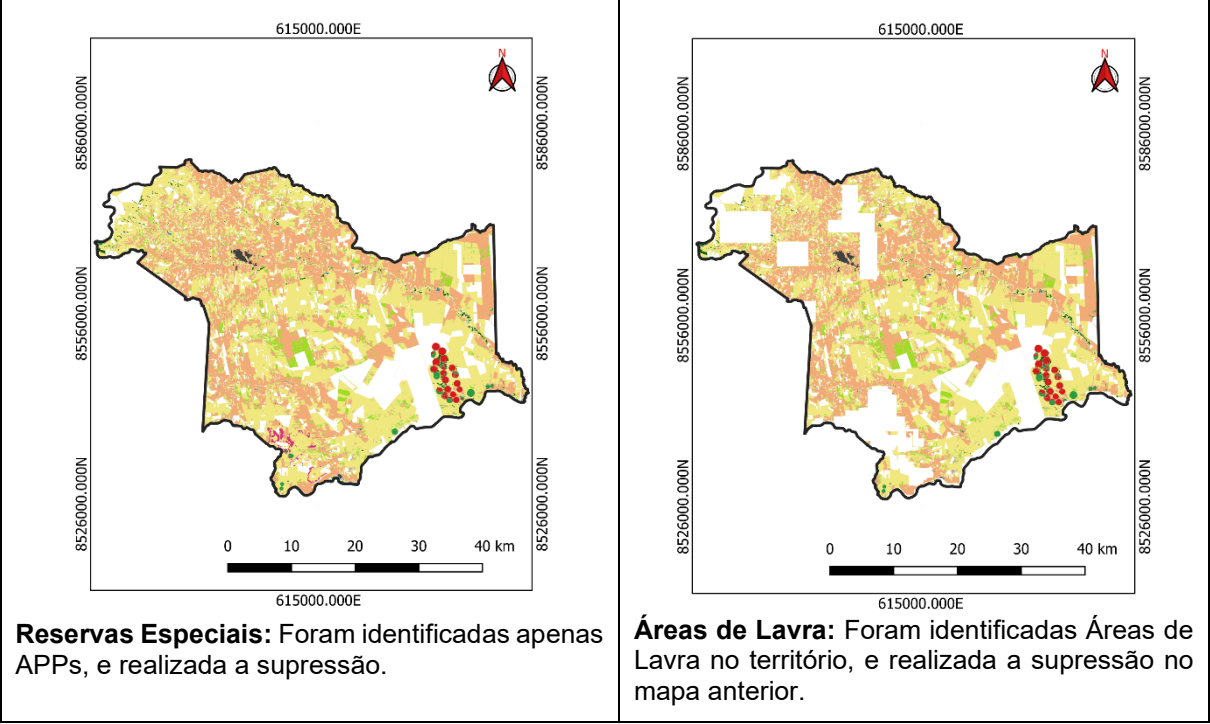 615000.000E
N
8586000.000N
8586000.000N
8556000.000N
8556000.000N
8526000.000N
8526000.000N
0 10 20 30 40 km
615000.000E
Reservas Especiais: Foram identificadas apenas
APPs, e realizada a supressão.
615000.000E
N
8586000.000N
8586000.000N
8556000.000N
8556000.000N
8526000.000N
8526000.000N
0 10 20 30 40 km
615000.000E
Áreas de Lavra: Foram identificadas Áreas de
Lavra no território, e realizada a supressão no
mapa anterior.